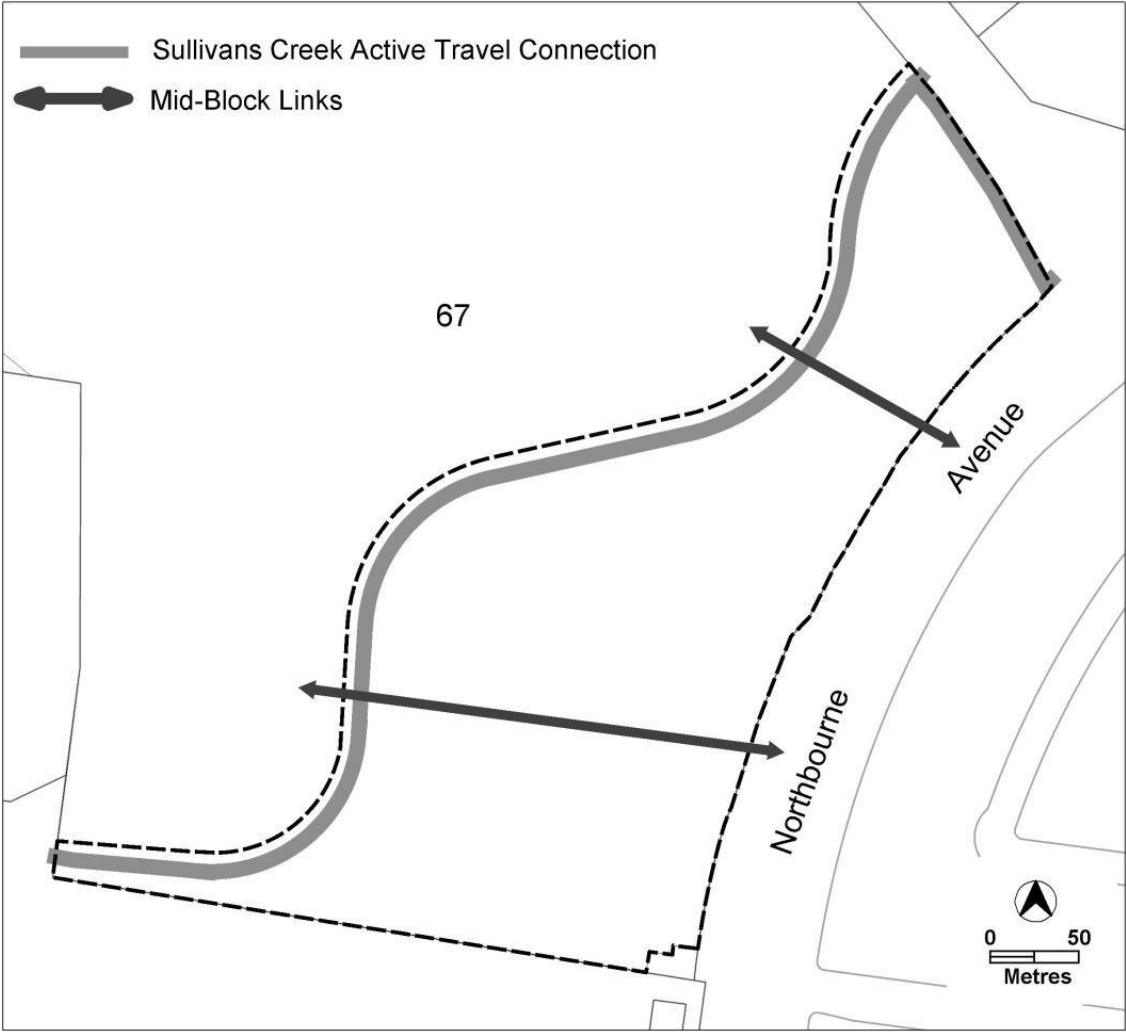 Sullivans Creek Active Travel Connection
Mid-Block Links
67
Avenue
Northbourne
0 50
Metres